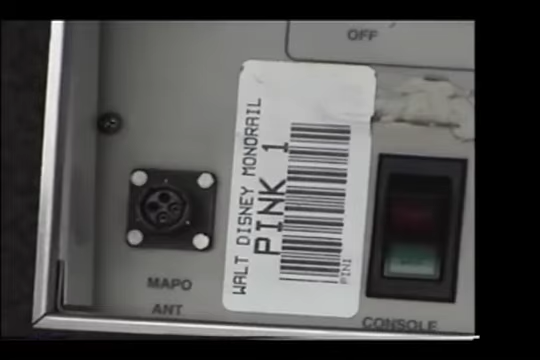 OFF
WALT DISNEY MONORAIL
PINK 1
PIN1
MAPO
ANT
CONSOLE